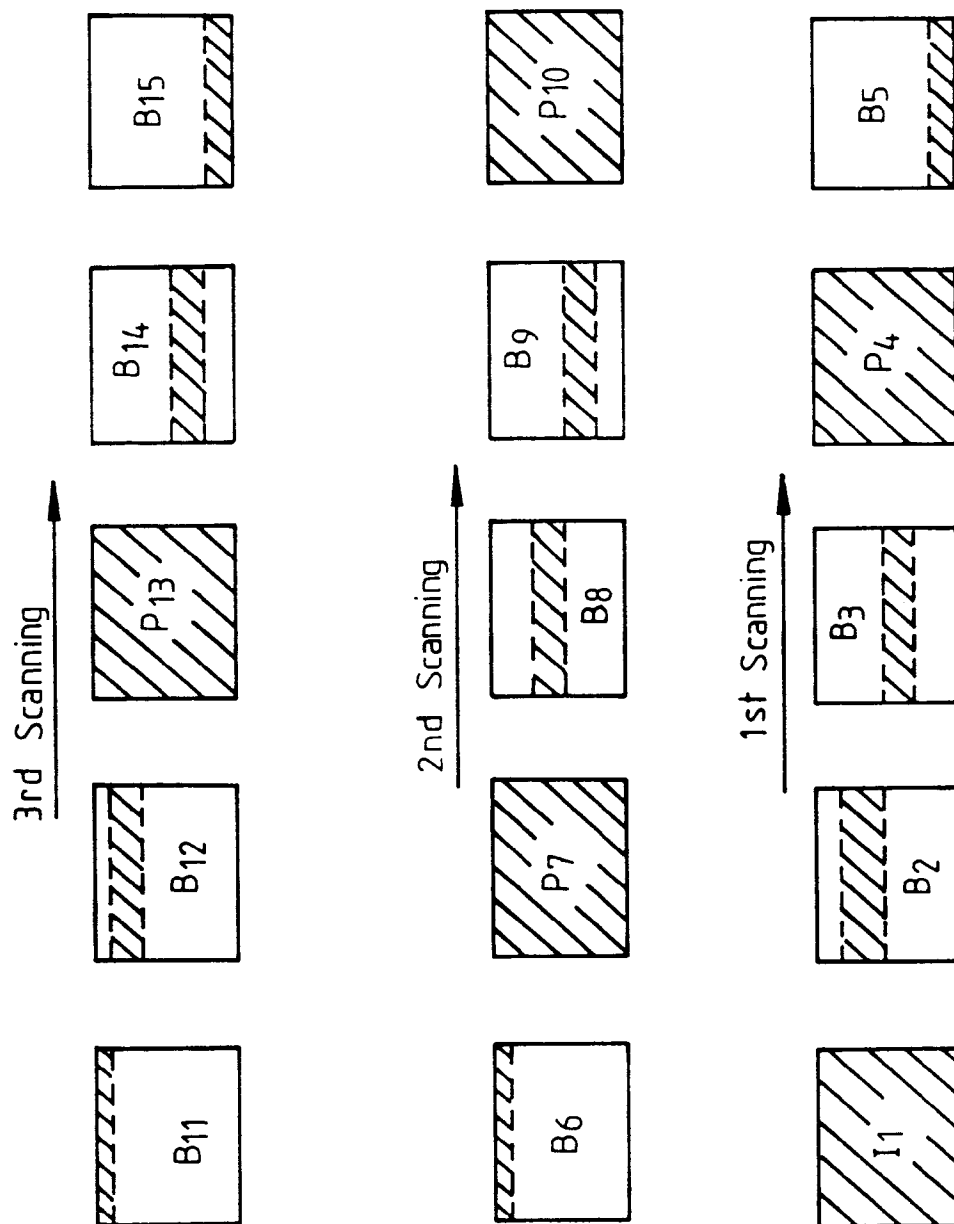 3rd Scanning
B11 B12 P13 B14 B15
2nd Scanning
B6 P7 B8 B9 P10
1st Scanning
I1 B2 B3 P4 B5